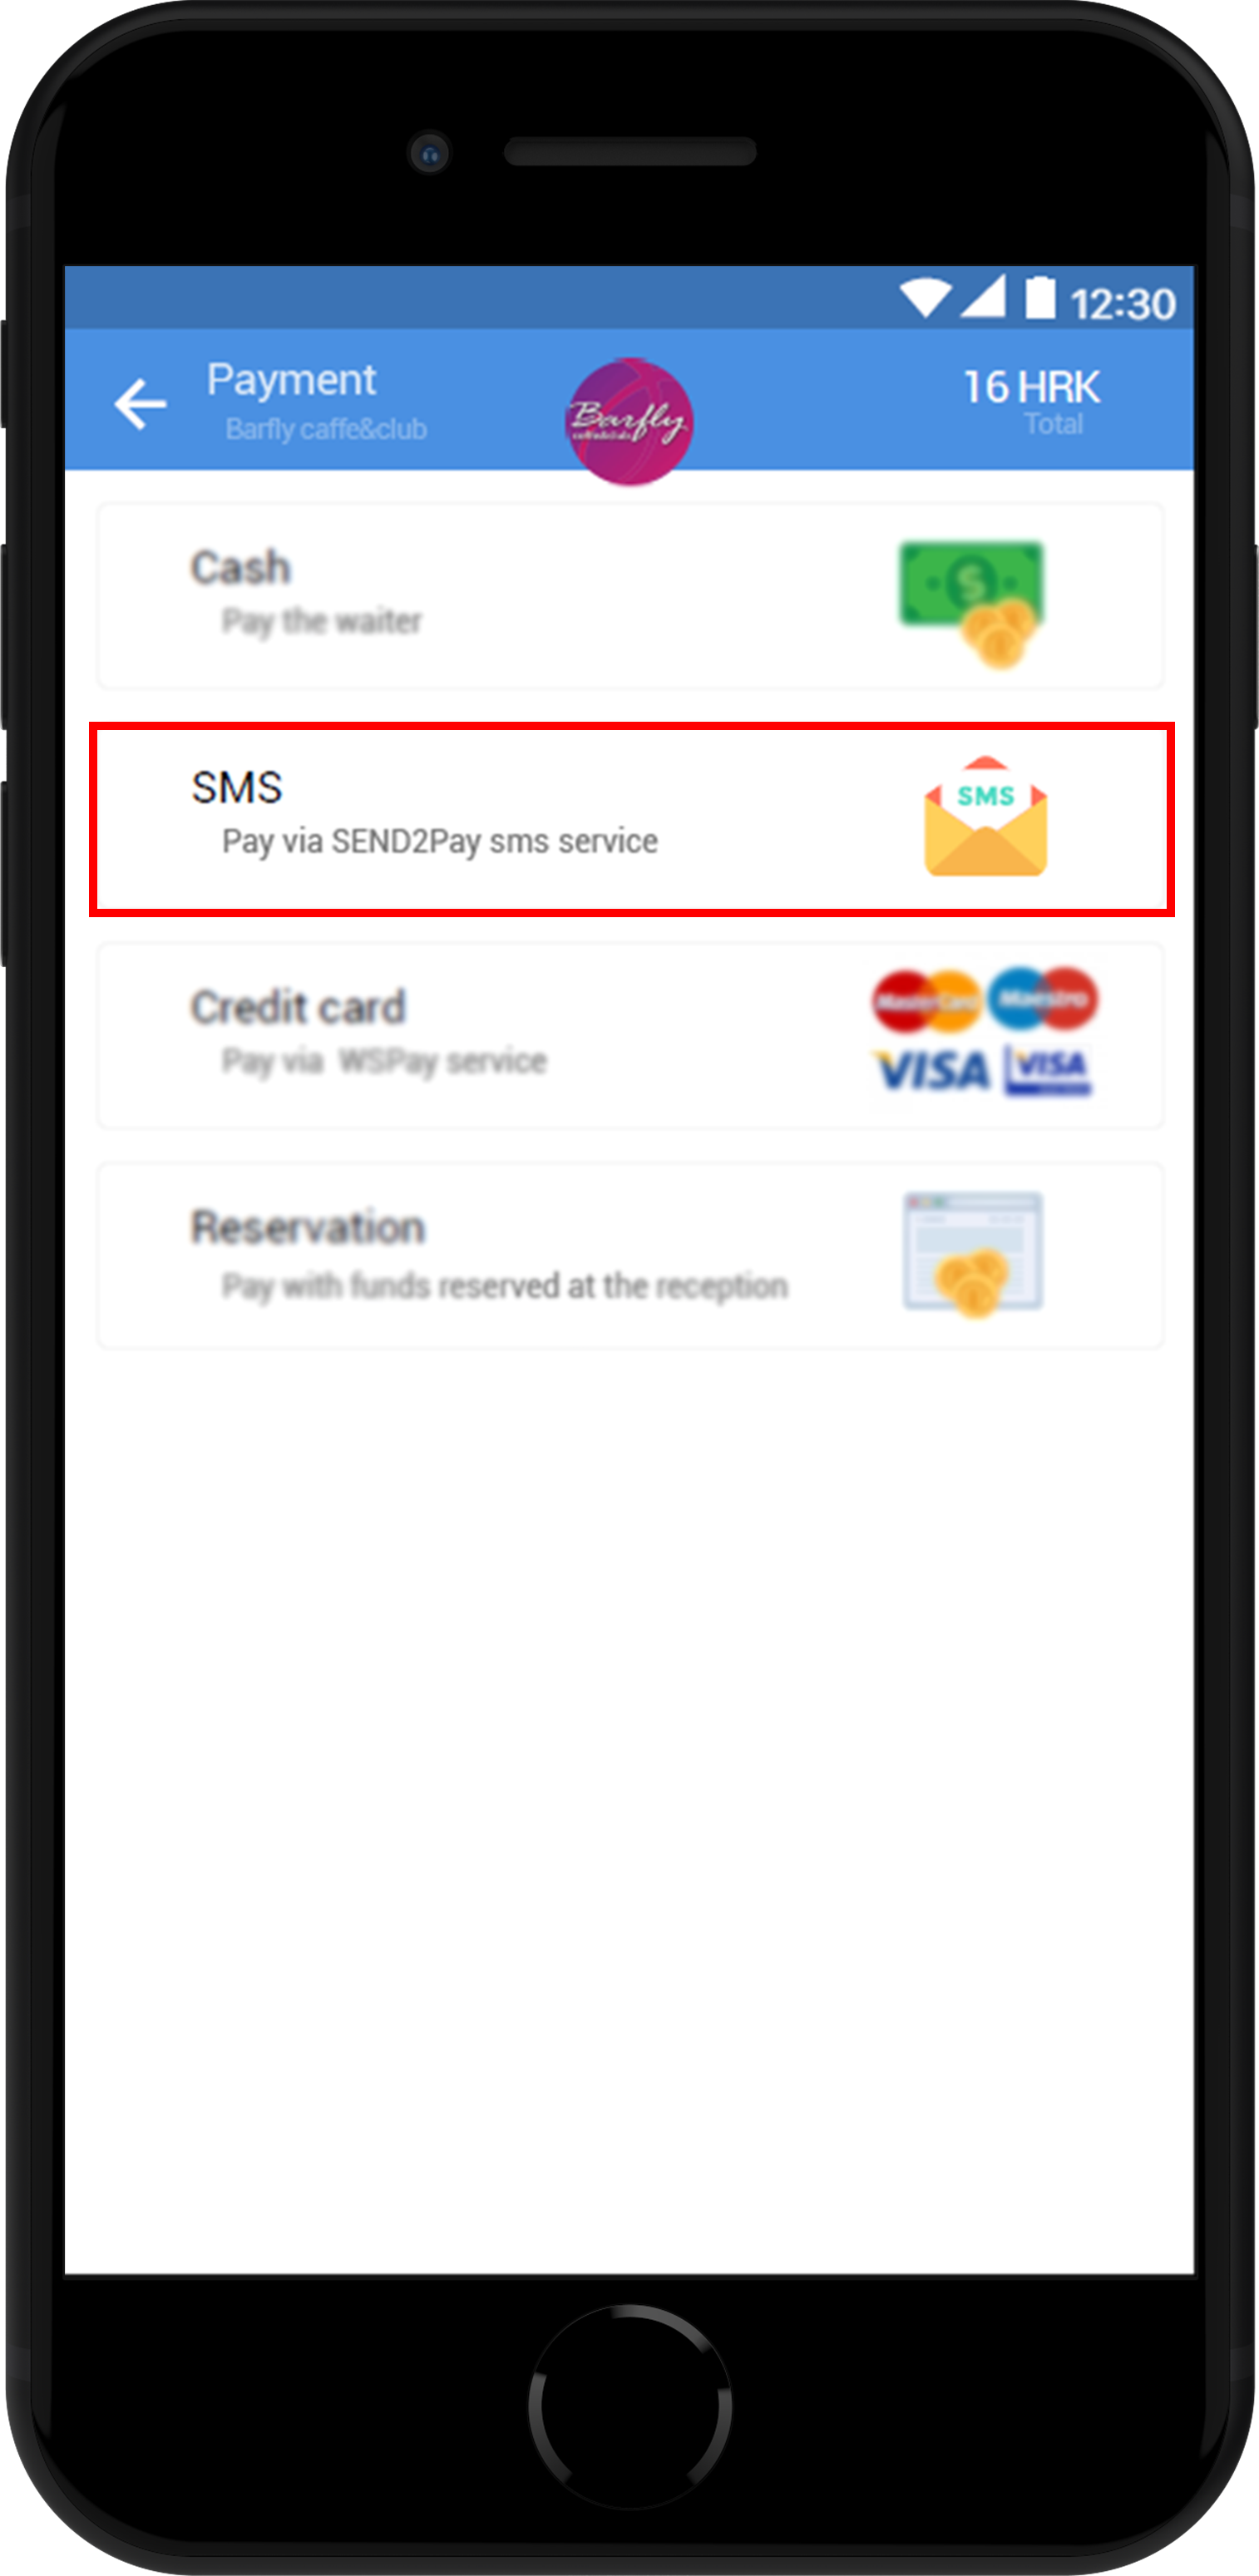 12:30
Payment
Barfly caffe&club
Barfly
16 HRK
Total
Cash
Pay the waiter
$
SMS
Pay via SEND2Pay sms service
SMS
Credit card
Pay via WSPay service
MasterCard
Maestro
VISA
VISA
Reservation
Pay with funds reserved at the reception